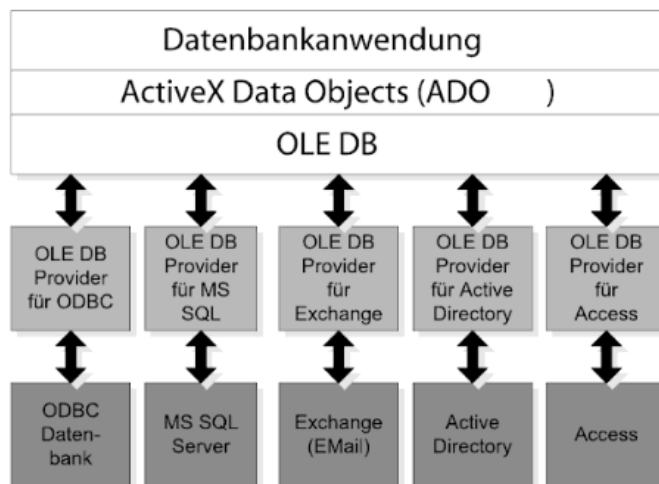 Datenbankanwendung
ActiveX Data Objects (ADO )
OLE DB
OLE DB
Provider
für ODBC
OLE DB
Provider
für MS
SQL
OLE DB
Provider
für
Exchange
OLE DB
Provider
für Active
Directory
OLE DB
Provider
für
Access
ODBC
Daten-
bank
MS SQL
Server
Exchange
(EMail)
Active
Directory
Access